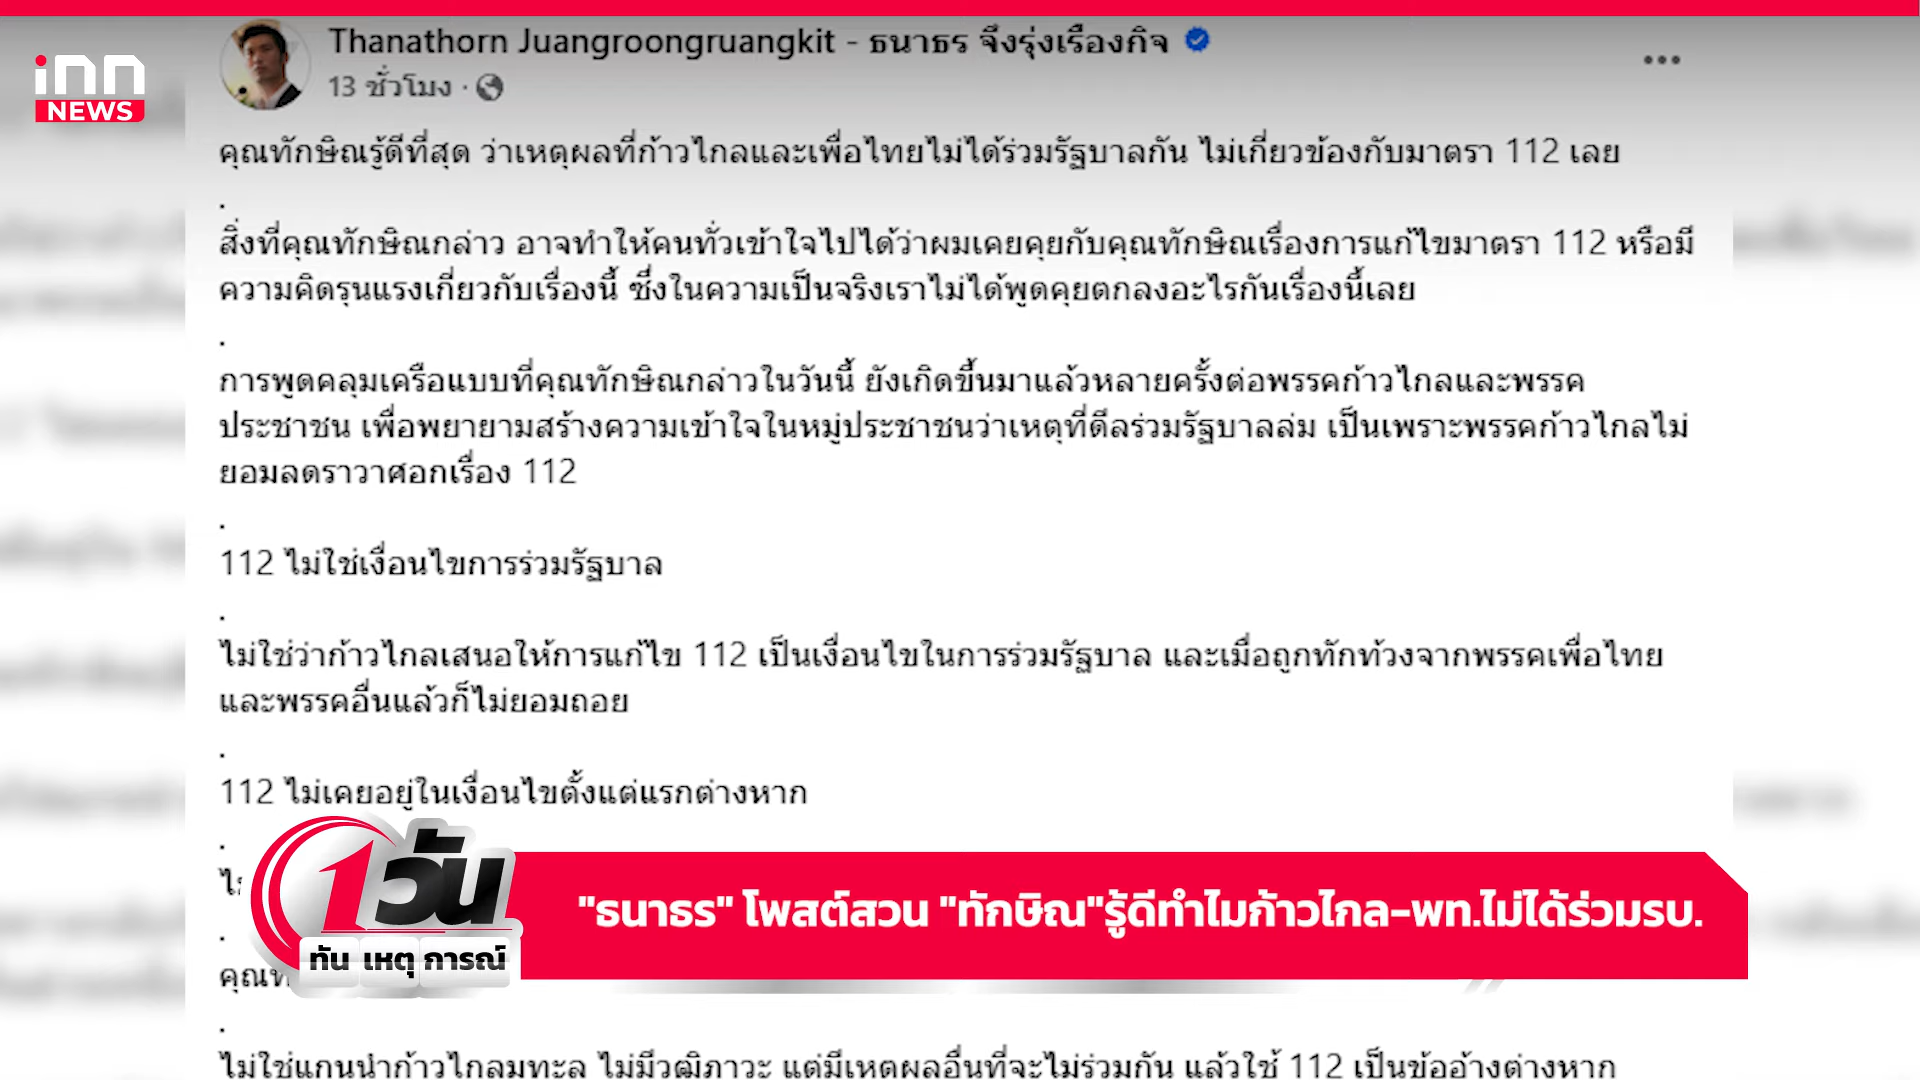 Thanathorn Juangroongruangkit - ธนาธร จึงรุ่งเรืองกิจ
13 ชั่วโมง ·
inn
NEWS
คุณทักษิณรู้ดีที่สุด ว่าเหตุผลที่ก้าวไกลและเพื่อไทยไม่ได้ร่วมรัฐบาลกัน ไม่เกี่ยวข้องกับมาตรา 112 เลย
.
สิ่งที่คุณทักษิณกล่าว อาจทำให้คนทั่วเข้าใจไปได้ว่าผมเคยคุยกับคุณทักษิณเรื่องการแก้ไขมาตรา 112 หรือมี
ความคิดรุนแรงเกี่ยวกับเรื่องนี้ ซึ่งในความเป็นจริงเราไม่ได้พูดคุยตกลงอะไรกันเรื่องนี้เลย
.
การพูดคลุมเครือแบบที่คุณทักษิณกล่าวในวันนี้ ยังเกิดขึ้นมาแล้วหลายครั้งต่อพรรคก้าวไกลและพรรค
ประชาชน เพื่อพยายามสร้างความเข้าใจในหมู่ประชาชนว่าเหตุที่ดีลร่วมรัฐบาลล่ม เป็นเพราะพรรคก้าวไกลไม่
ยอมลดราวาศอกเรื่อง 112
.
112 ไม่ใช่เงื่อนไขการร่วมรัฐบาล
.
ไม่ใช่ว่าก้าวไกลเสนอให้การแก้ไข 112 เป็นเงื่อนไขในการร่วมรัฐบาล และเมื่อถูกทักท้วงจากพรรคเพื่อไทย
และพรรคอื่นแล้วก็ไม่ยอมถอย
.
112 ไม่เคยอยู่ในเงื่อนไขตั้งแต่แรกต่างหาก
.
1วัน
ทัน เหตุ การณ์
"ธนาธร" โพสต์สวน "ทักษิณ"รู้ดีทำไมก้าวไกล-พท.ไม่ได้ร่วมรบ.
.
คุณท
.
ไม่ใช่แกนนำก้าวไกลมุทะลุ ไม่มีวุฒิภาวะ แต่มีเหตุผลอื่นที่จะไม่ร่วมกัน แล้วใช้ 112 เป็นข้ออ้างต่างหาก